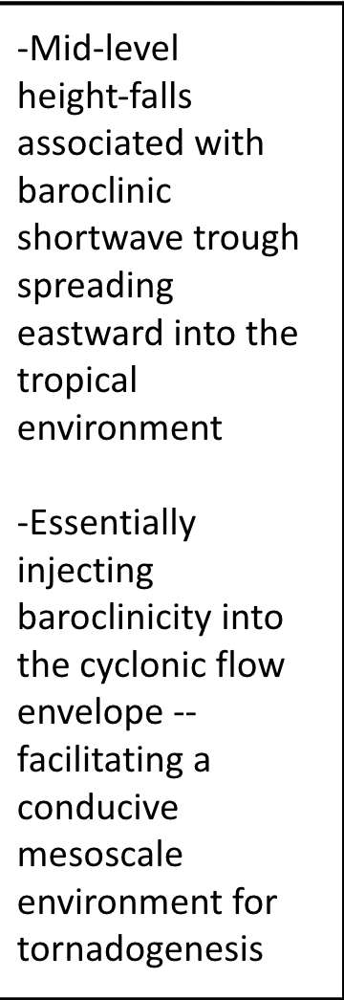 -Mid-level
height-falls
associated with
baroclinic
shortwave trough
spreading
eastward into the
tropical
environment
-Essentially
injecting
baroclinicity into
the cyclonic flow
envelope --
facilitating a
conducive
mesoscale
environment for
tornadogenesis